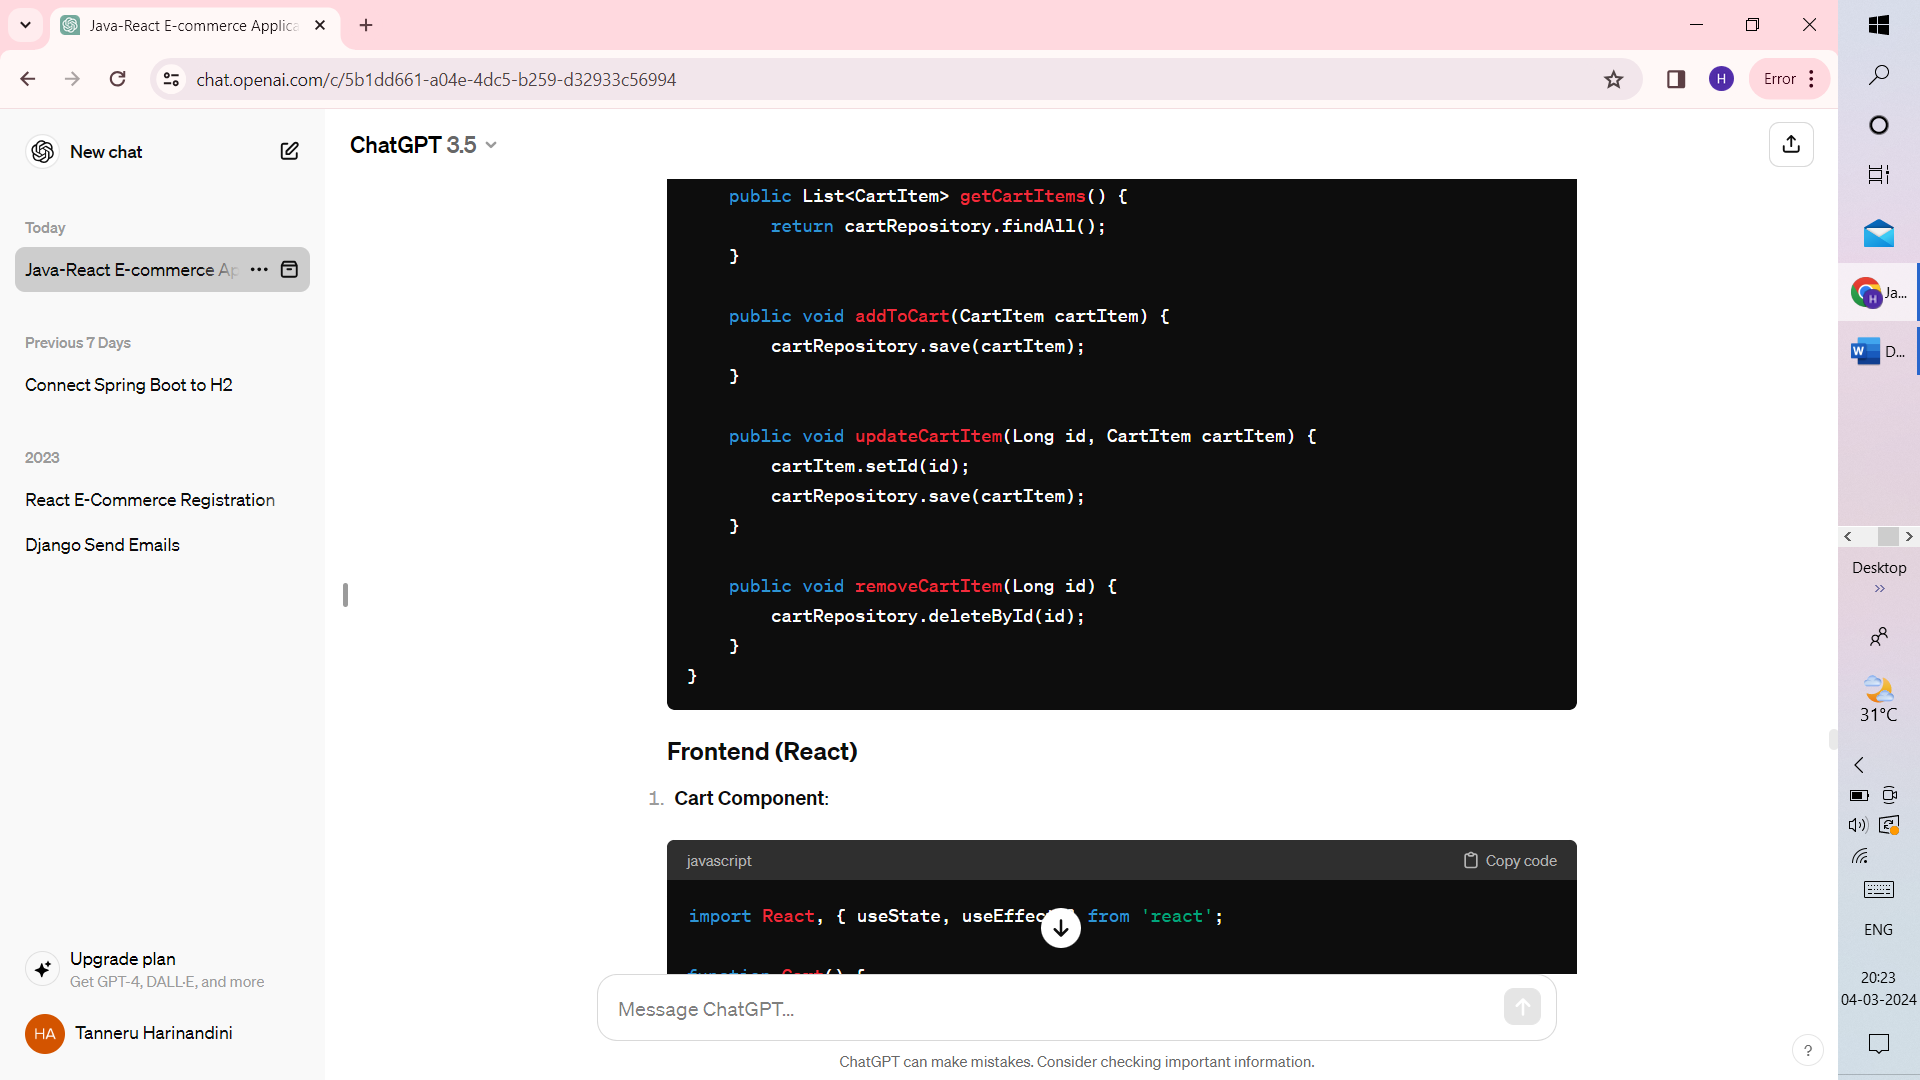 Java-React E-commerce Applica
chat.openai.com/c/5b1dd661-a04e-4dc5-b259-d32933c56994
H
Error
New chat
Today
Java-React E-commerce Ap
Previous 7 Days
Connect Spring Boot to H2
2023
React E-Commerce Registration
Django Send Emails
Upgrade plan
Get GPT-4, DALL·E, and more
HA
Tanneru Harinandini
ChatGPT 3.5
public List<CartItem> getCartItems() {
return cartRepository.findAll();
}
public void addToCart(CartItem cartItem) {
cartRepository.save(cartItem);
}
public void updateCartItem(Long id, CartItem cartItem) {
cartItem.setId(id);
cartRepository.save(cartItem);
}
public void removeCartItem(Long id) {
cartRepository.deleteById(id);
}
}
Frontend (React)
1. Cart Component:
javascript
Copy code
import React, { useState, useEffect } from 'react';
function Cart() {
Message ChatGPT...
ChatGPT can make mistakes. Consider checking important information.
?
H
Ja...
W
D...
Desktop
31°C
ENG
20:23
04-03-2024